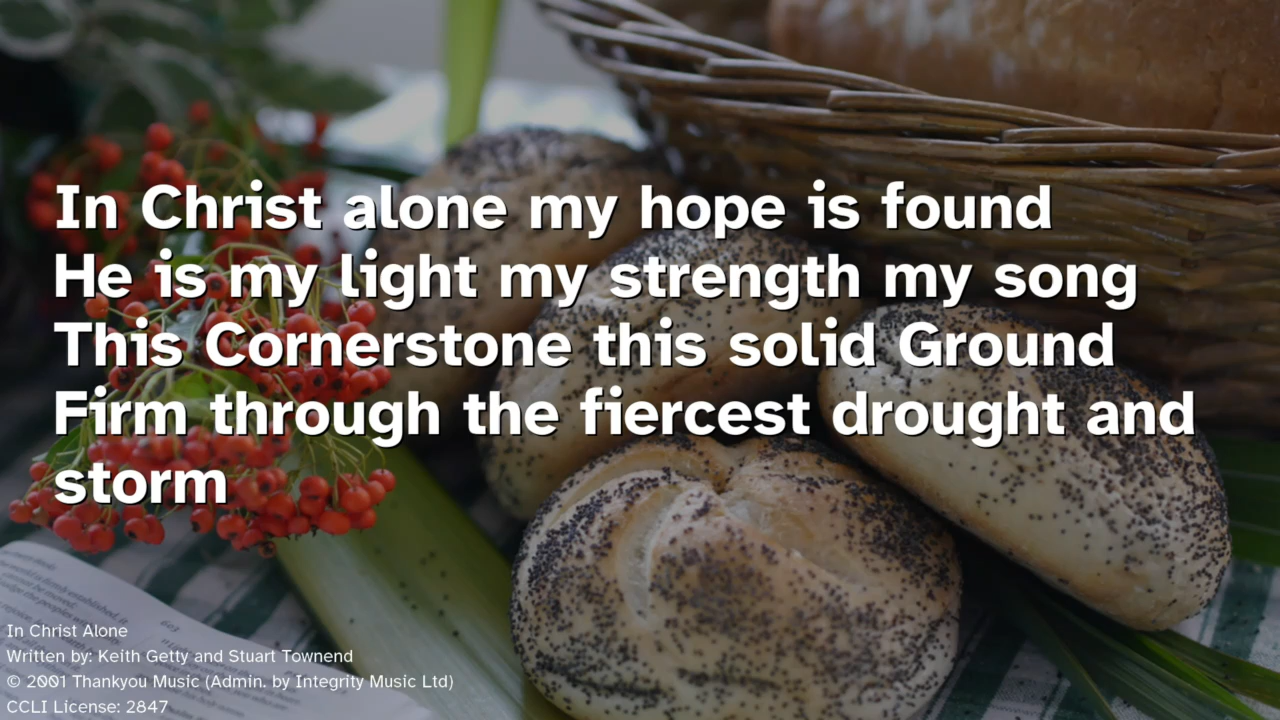 In Christ alone my hope is found
He is my light my strength my song
This Cornerstone this solid Ground
Firm through the fiercest drought and
storm
In Christ Alone
Written by: Keith Getty and Stuart Townend
© 2001 Thankyou Music (Admin. by Integrity Music Ltd)
CCLI License: 2847